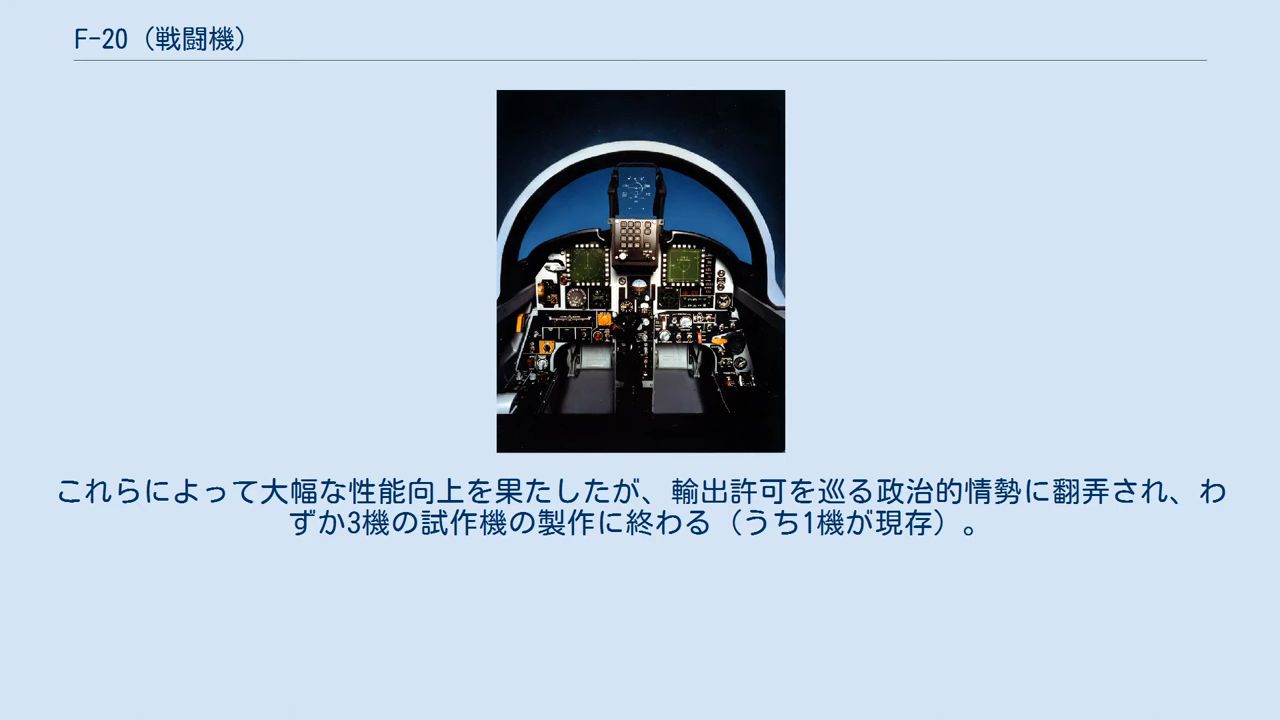 F-20（戦闘機）
これらによって大幅な性能向上を果たしたが、輸出許可を巡る政治的情勢に翻弄され、わ
ずか3機の試作機の製作に終わる（うち1機が現存）。